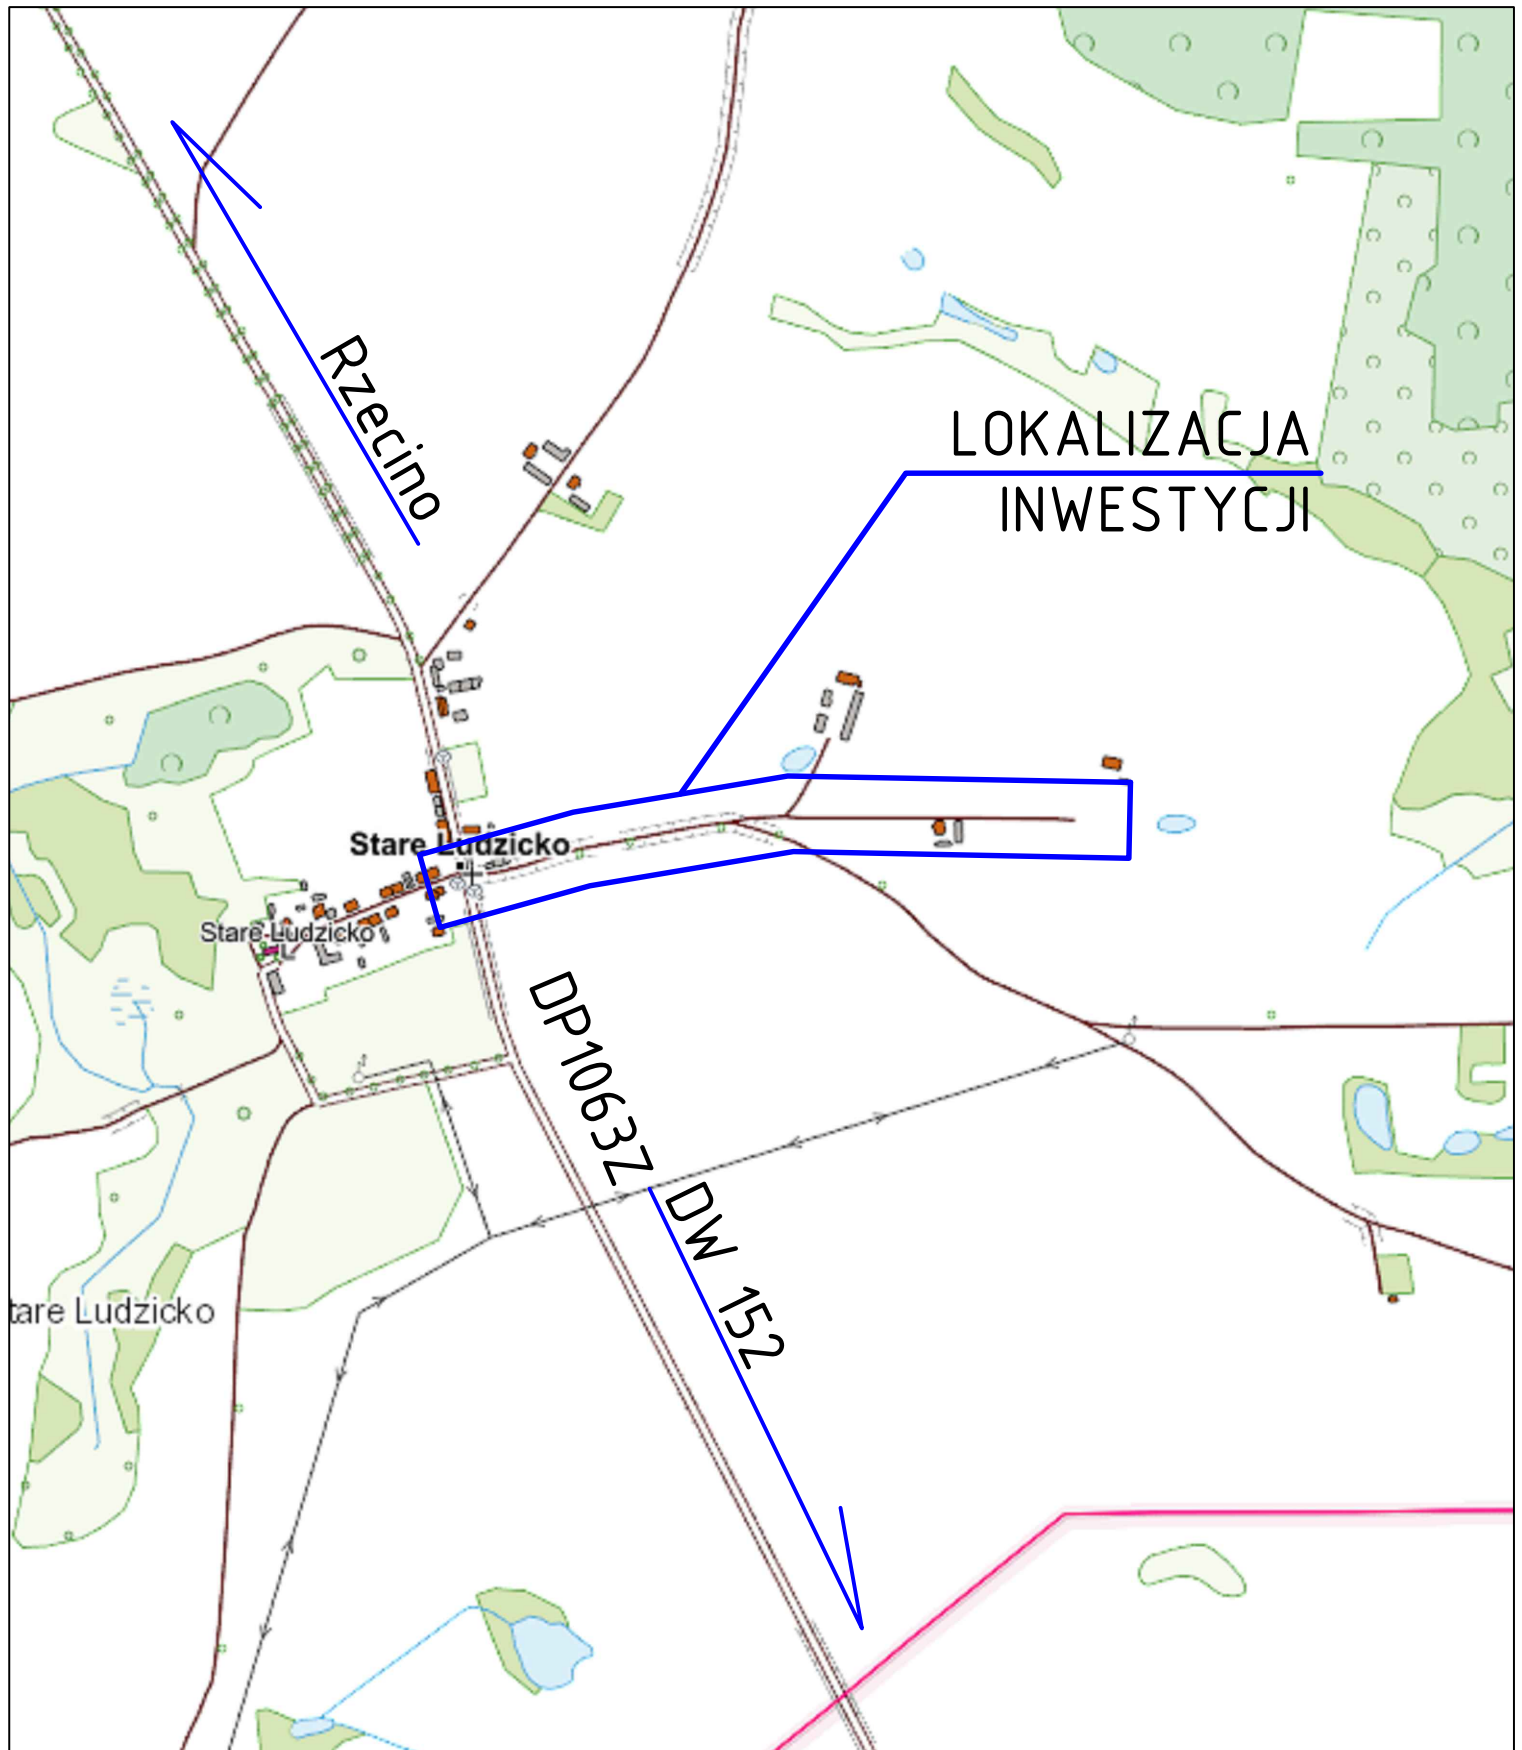 Rzecino
LOKALIZACJA
INWESTYCJI
Stare Ludzicko
Stare Ludzicko
DP1063Z
DW 152
tare Ludzicko